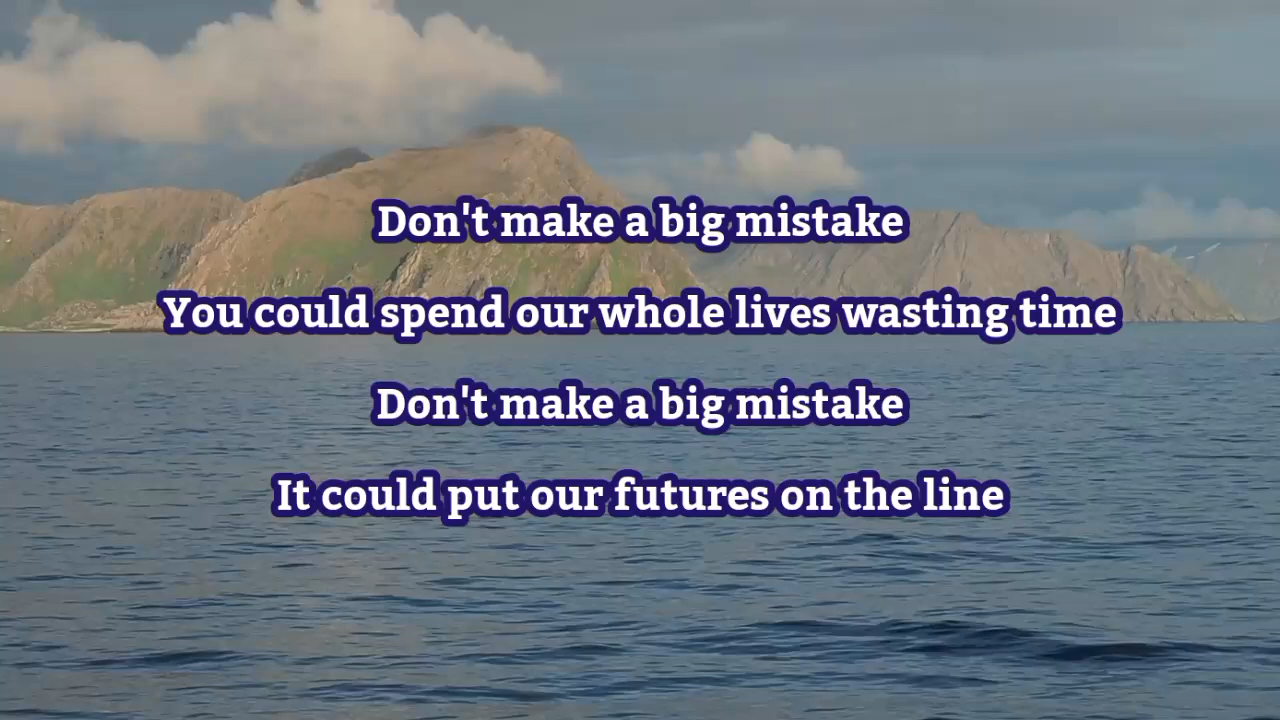 Don't make a big mistake
You could spend our whole lives wasting time
Don't make a big mistake
It could put our futures on the line